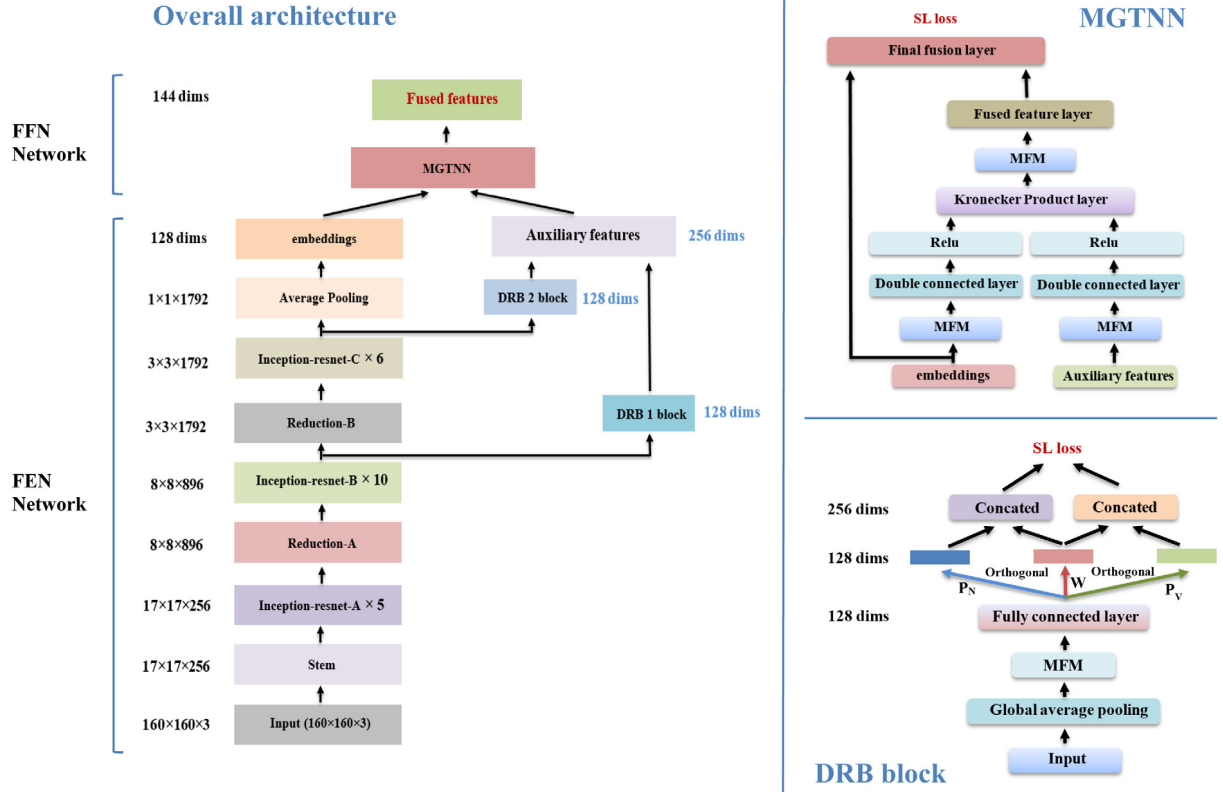 Overall architecture
144 dims
Fused features
FFN
Network
MGTNN
128 dims
embeddings
Auxiliary features
256 dims
1×1×1792
Average Pooling
DRB 2 block
128 dims
3×3×1792
Inception-resnet-C × 6
3×3×1792
Reduction-B
DRB 1 block
128 dims
FEN
Network
8×8×896
Inception-resnet-B × 10
8×8×896
Reduction-A
17×17×256
Inception-resnet-A × 5
17×17×256
Stem
160×160×3
Input (160×160×3)
MGTNN
SL loss
Final fusion layer
Fused feature layer
MFM
Kronecker Product layer
Relu
Relu
Double connected layer
Double connected layer
MFM
MFM
embeddings
Auxiliary features
SL loss
256 dims
Concated
Concated
128 dims
Orthogonal
Orthogonal
P_N
W
P_V
128 dims
Fully connected layer
MFM
Global average pooling
Input
DRB block